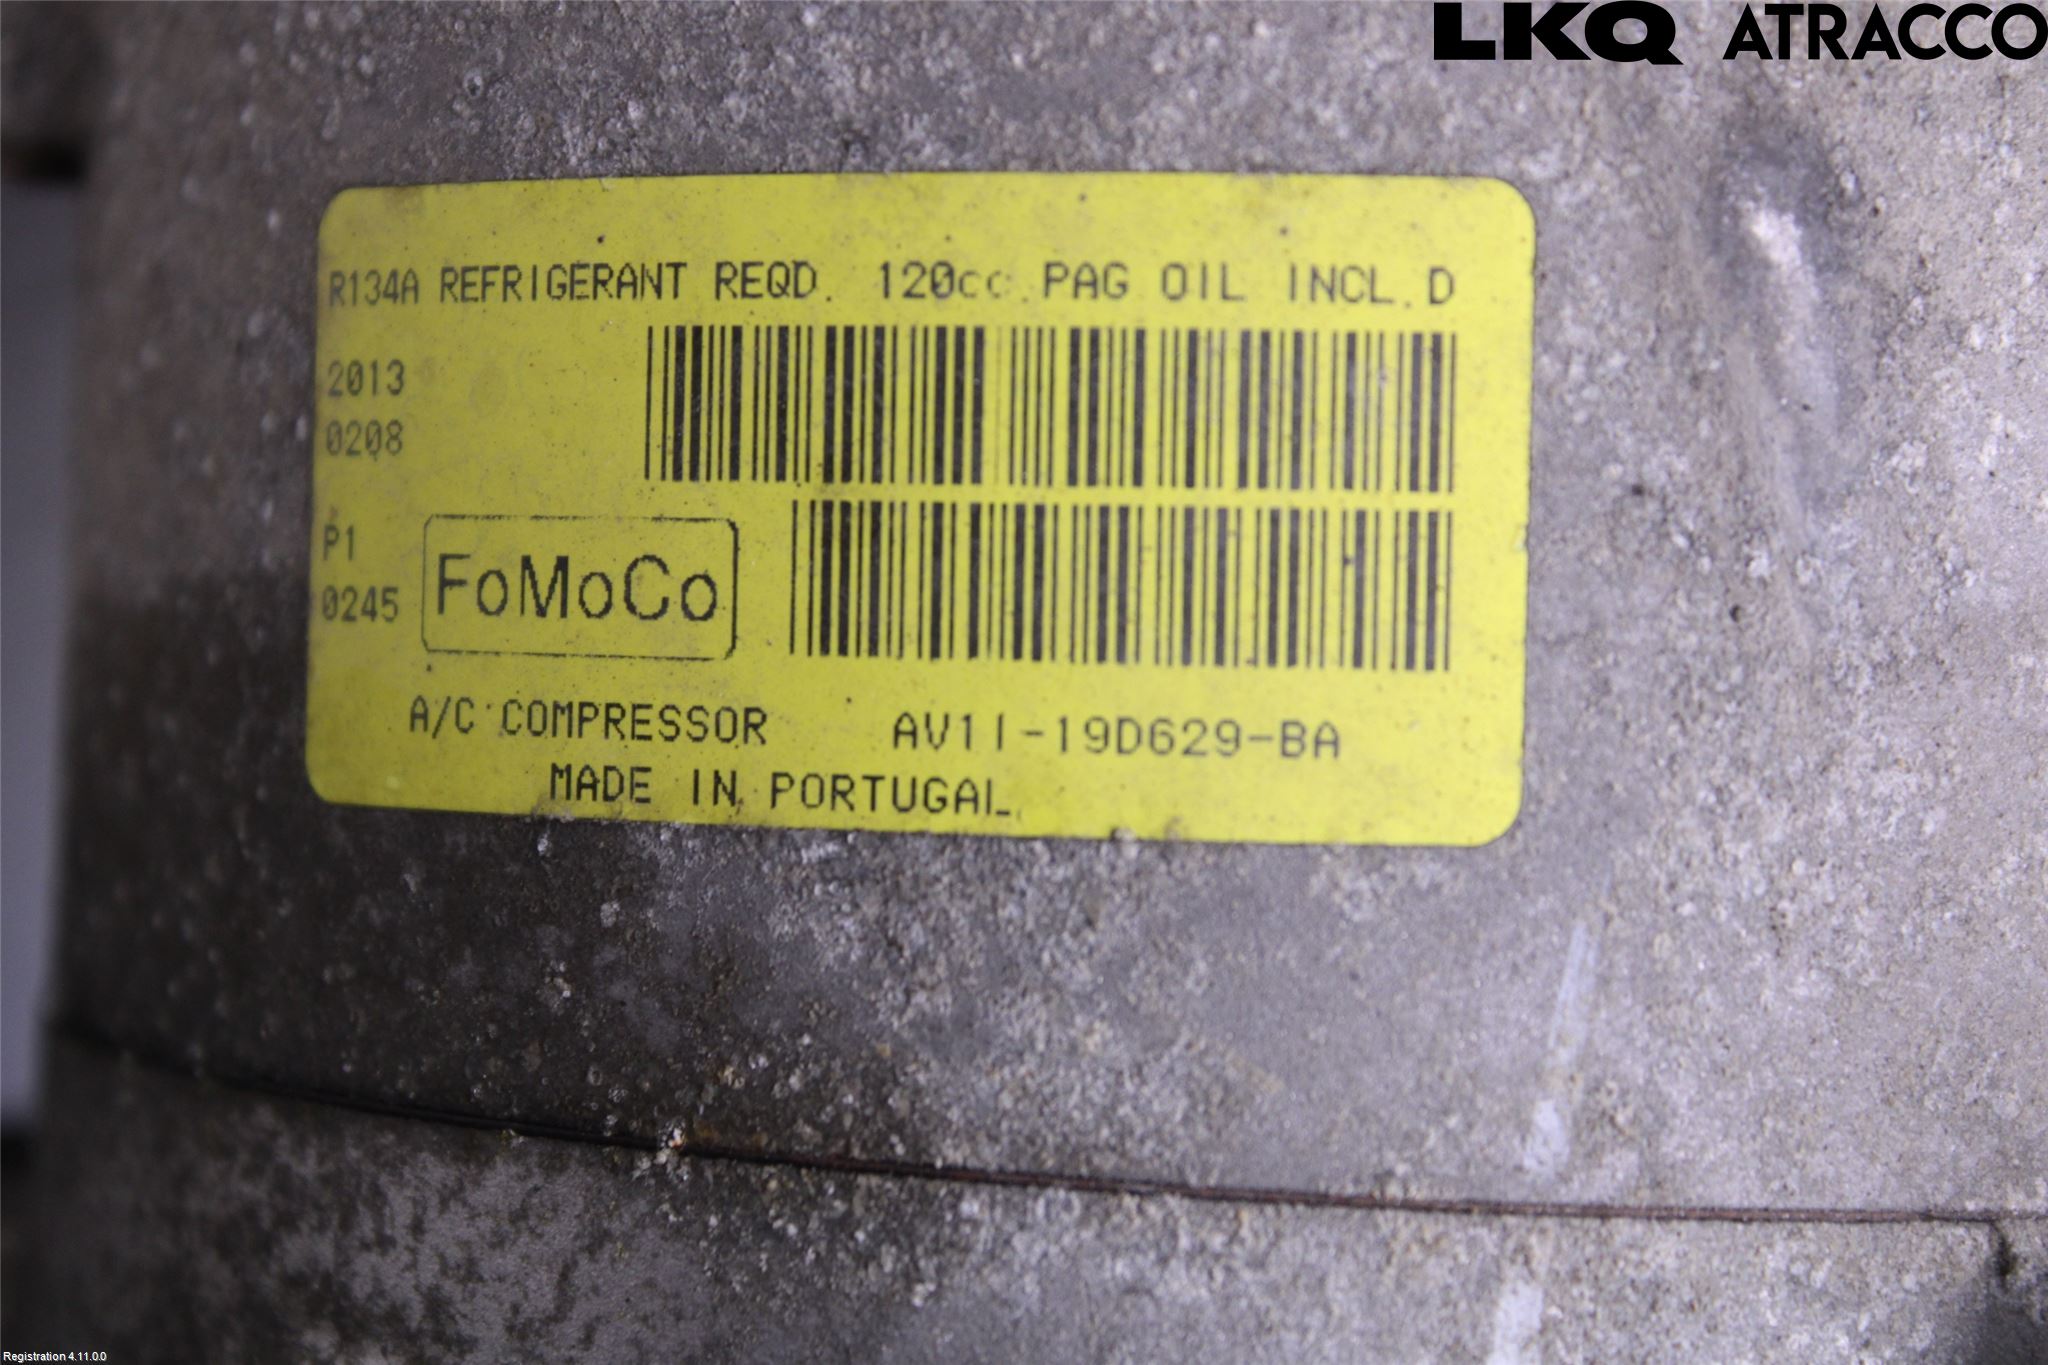 LKQ ATRACCO
R134A REFRIGERANT REQD. 120cc PAG OIL INCL.D
2013
0208
P1
0245
FoMoCo
A/C COMPRESSOR AV11-19D629-BA
MADE IN PORTUGAL
Registration 4.11.0.0